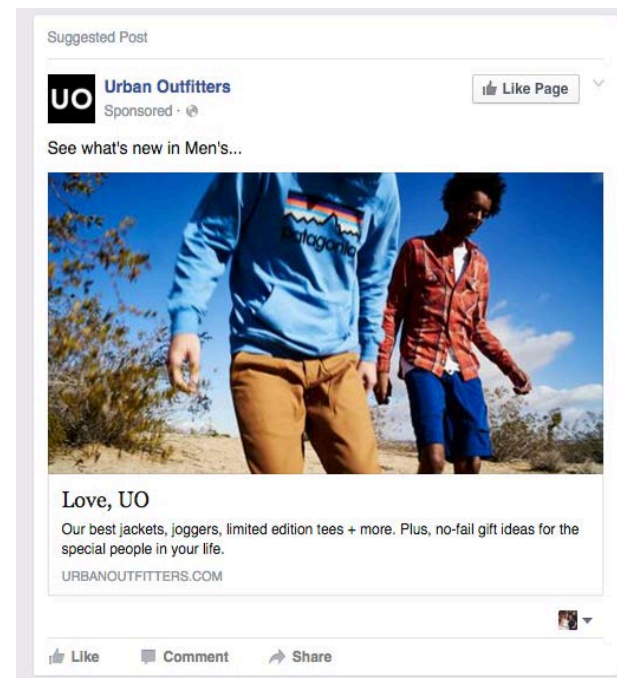 Suggested Post
UO
Urban Outfitters
Sponsored ·
Like Page
See what's new in Men's...
patagonia
Love, UO
Our best jackets, joggers, limited edition tees + more. Plus, no-fail gift ideas for the
special people in your life.
URBANOUTFITTERS.COM
Like Comment Share